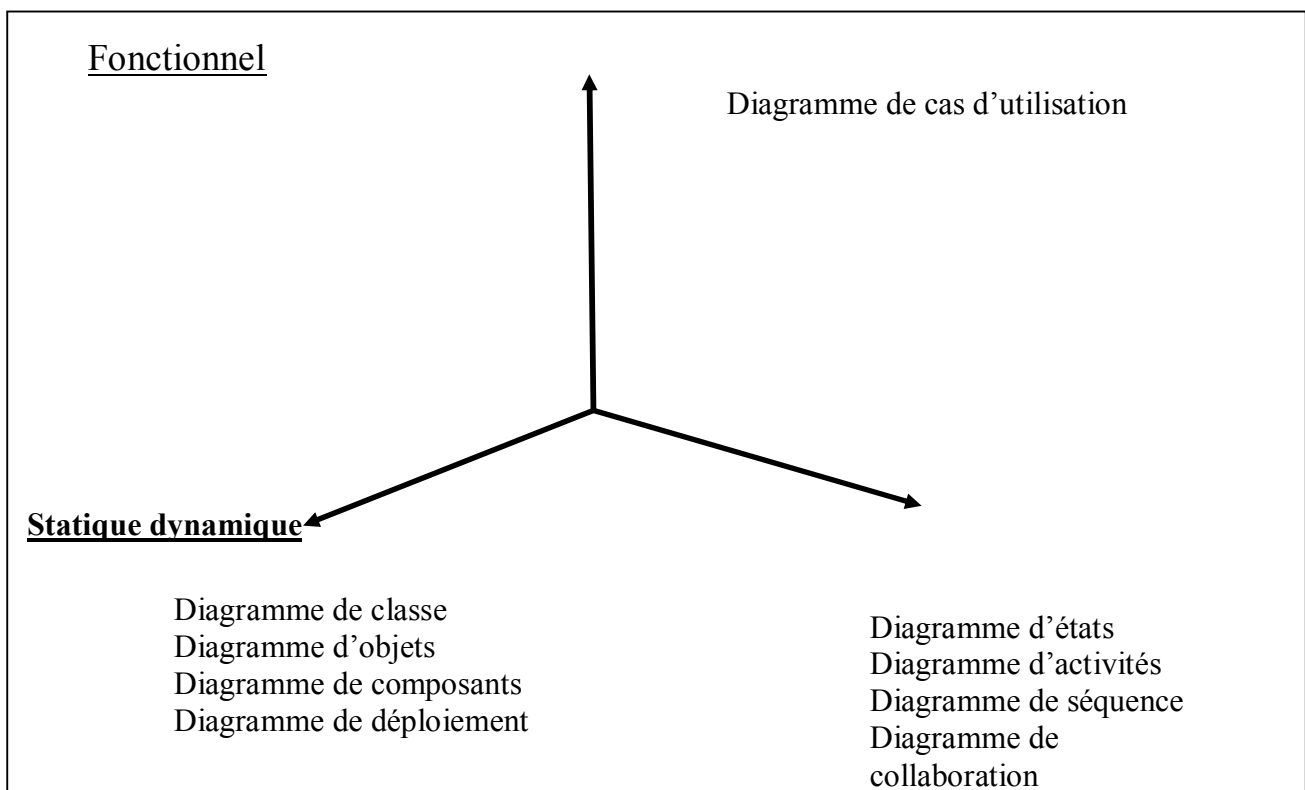 Fonctionnel
Diagramme de cas d’utilisation
Statique dynamique
Diagramme de classe
Diagramme d’objets
Diagramme de composants
Diagramme de déploiement
Diagramme d’états
Diagramme d’activités
Diagramme de séquence
Diagramme de
collaboration